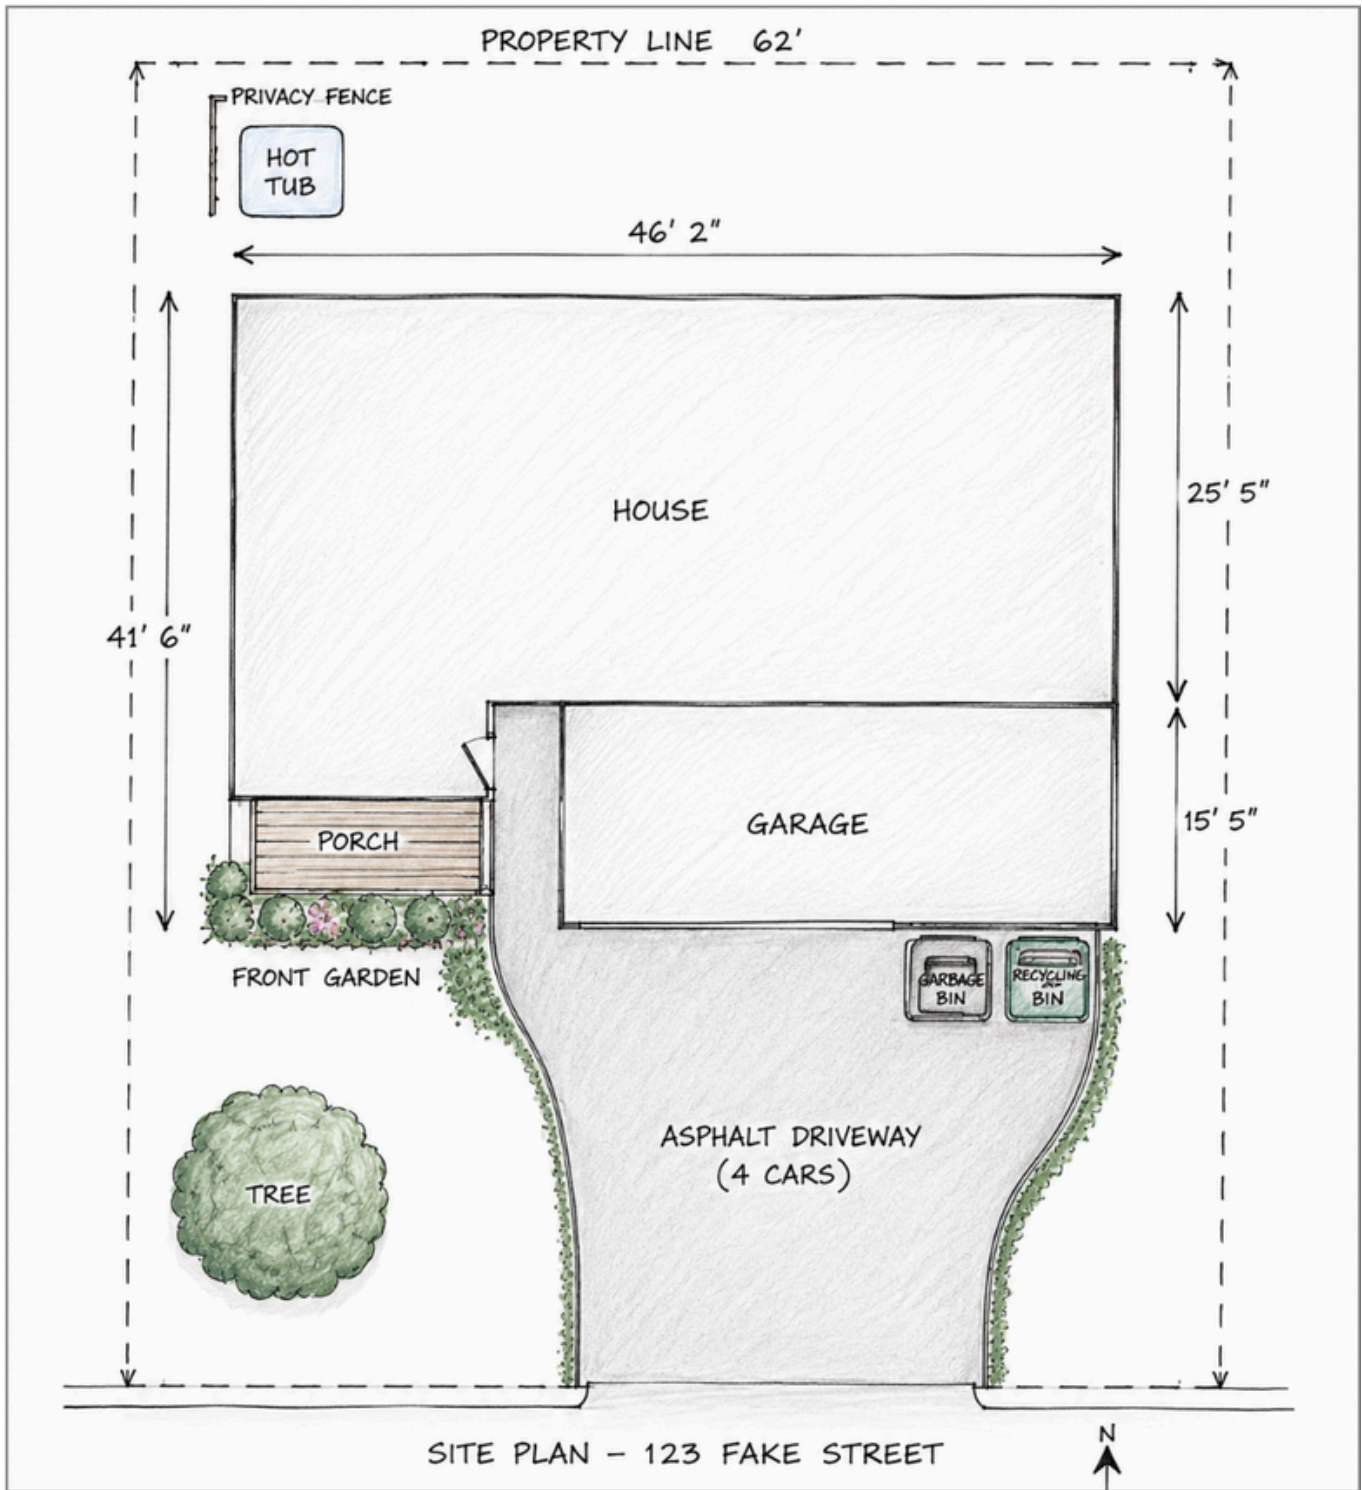 PROPERTY LINE 62'
PRIVACY FENCE
HOT
TUB
46' 2"
HOUSE
25' 5"
41' 6"
PORCH
GARAGE
15' 5"
FRONT GARDEN
GARBAGE
BIN
RECYCLING
BIN
ASPHALT DRIVEWAY
(4 CARS)
TREE
N
SITE PLAN – 123 FAKE STREET